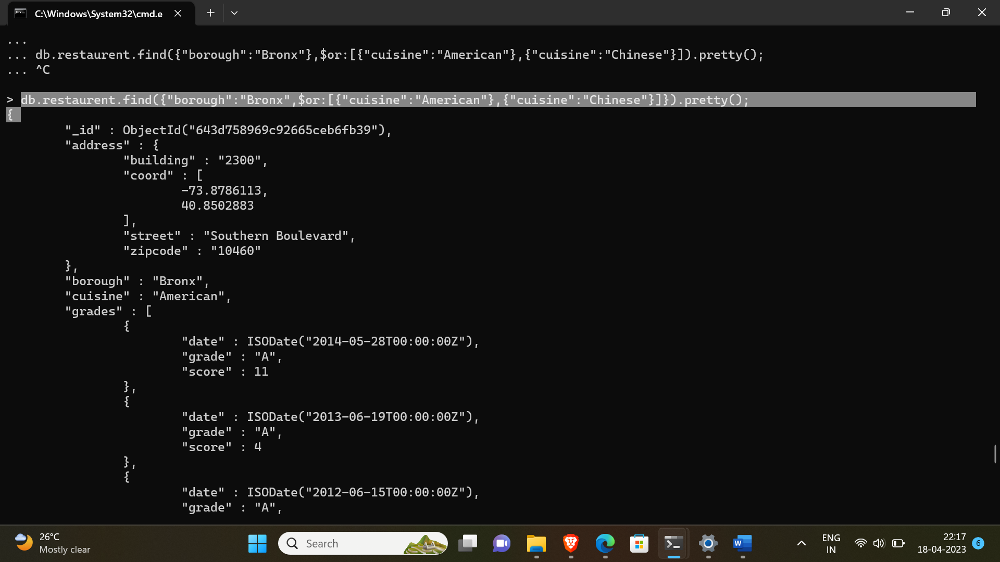 C:\Windows\System32\cmd.e
...
... db.restaurent.find({"borough":"Bronx"},$or:[{"cuisine":"American"},{"cuisine":"Chinese"}]).pretty();
... ^C
> db.restaurent.find({"borough":"Bronx",$or:[{"cuisine":"American"},{"cuisine":"Chinese"}]}).pretty();
{
"_id" : ObjectId("643d758969c92665ceb6fb39"),
"address" : {
"building" : "2300",
"coord" : [
-73.8786113,
40.8502883
],
"street" : "Southern Boulevard",
"zipcode" : "10460"
},
"borough" : "Bronx",
"cuisine" : "American",
"grades" : [
{
"date" : ISODate("2014-05-28T00:00:00Z"),
"grade" : "A",
"score" : 11
},
{
"date" : ISODate("2013-06-19T00:00:00Z"),
"grade" : "A",
"score" : 4
},
{
"date" : ISODate("2012-06-15T00:00:00Z"),
"grade" : "A",
26°C
Mostly clear
Search
W
ENG
IN
22:17
18-04-2023
6